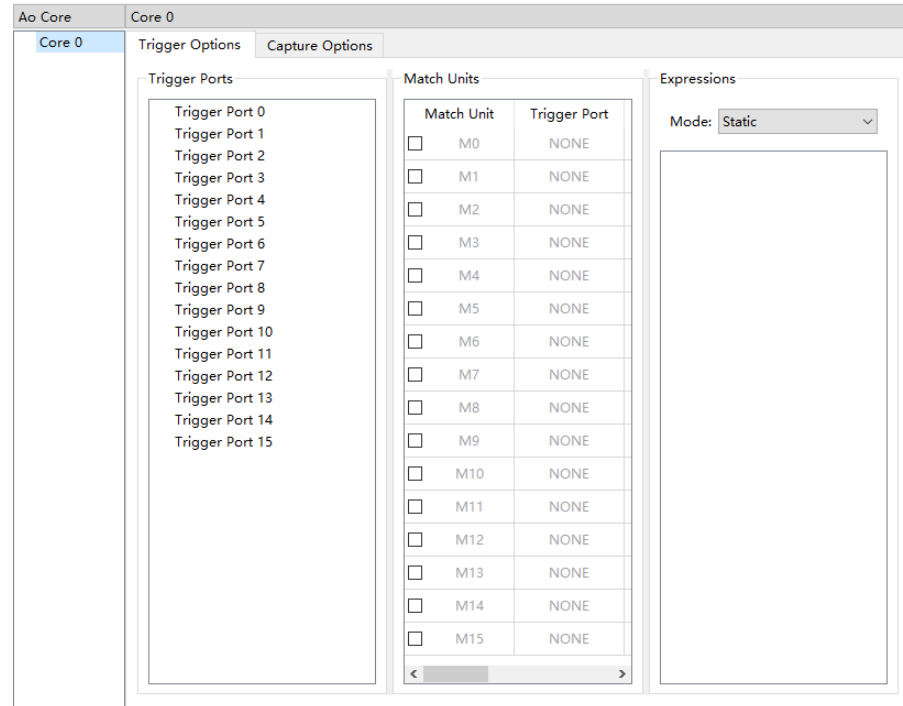 Ao Core
Core 0
Core 0
Trigger Options
Capture Options
Trigger Ports
Trigger Port 0
Trigger Port 1
Trigger Port 2
Trigger Port 3
Trigger Port 4
Trigger Port 5
Trigger Port 6
Trigger Port 7
Trigger Port 8
Trigger Port 9
Trigger Port 10
Trigger Port 11
Trigger Port 12
Trigger Port 13
Trigger Port 14
Trigger Port 15
Match Units
Match Unit Trigger Port
M0 NONE
M1 NONE
M2 NONE
M3 NONE
M4 NONE
M5 NONE
M6 NONE
M7 NONE
M8 NONE
M9 NONE
M10 NONE
M11 NONE
M12 NONE
M13 NONE
M14 NONE
M15 NONE
Expressions
Mode: Static